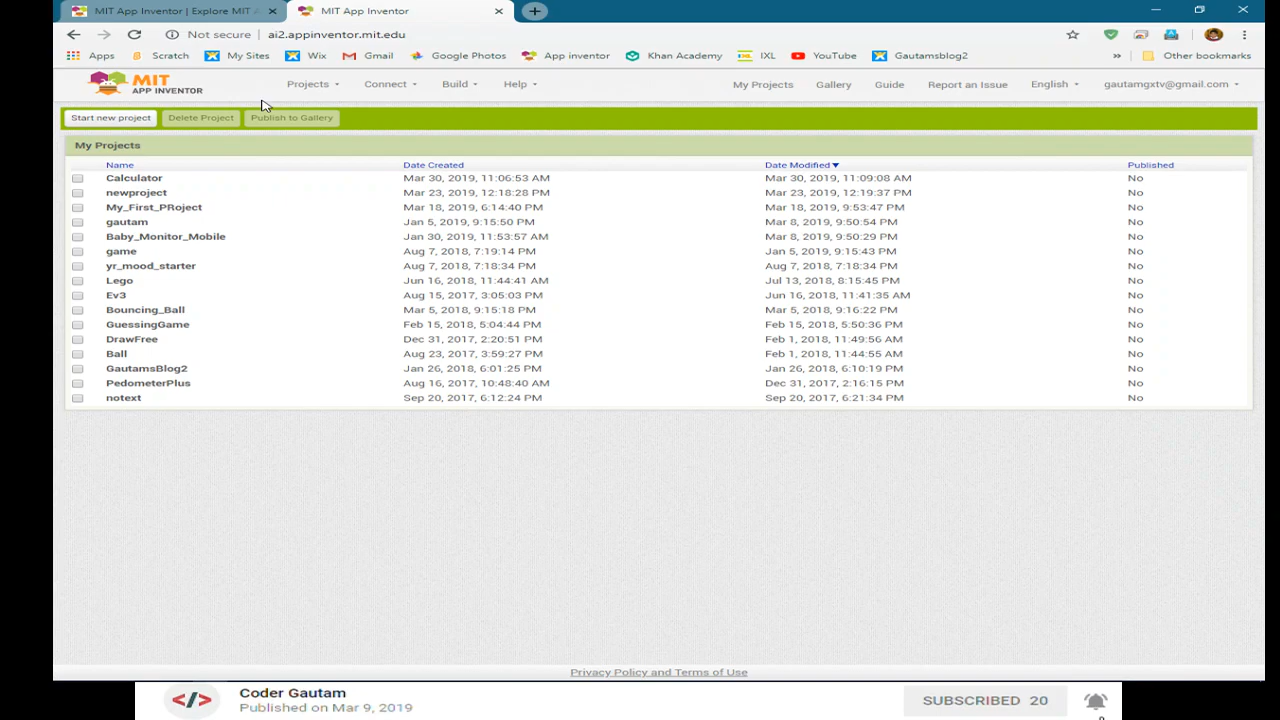 MIT App Inventor | Explore MIT A
MIT App Inventor
Not secure | ai2.appinventor.mit.edu
Apps Scratch My Sites Wix Gmail Google Photos App inventor Khan Academy IXL YouTube Gautamsblog2 » Other bookmarks
MIT
APP INVENTOR
Projects Connect Build Help My Projects Gallery Guide Report an Issue English gautamgxtv@gmail.com
Start new project Delete Project Publish to Gallery
My Projects
Name Date Created Date Modified Published
Calculator Mar 30, 2019, 11:06:53 AM Mar 30, 2019, 11:09:08 AM No
newproject Mar 23, 2019, 12:18:28 PM Mar 23, 2019, 12:19:37 PM No
My_First_PRoject Mar 18, 2019, 6:14:40 PM Mar 18, 2019, 9:53:47 PM No
gautam Jan 5, 2019, 9:15:50 PM Mar 8, 2019, 9:50:54 PM No
Baby_Monitor_Mobile Jan 30, 2019, 11:53:57 AM Mar 8, 2019, 9:50:29 PM No
game Aug 7, 2018, 7:19:14 PM Jan 5, 2019, 9:15:43 PM No
yr_mood_starter Aug 7, 2018, 7:18:34 PM Aug 7, 2018, 7:18:34 PM No
Lego Jun 16, 2018, 11:44:41 AM Jul 13, 2018, 8:15:45 PM No
Ev3 Aug 15, 2017, 3:05:03 PM Jun 16, 2018, 11:41:35 AM No
Bouncing_Ball Mar 5, 2018, 9:15:18 PM Mar 5, 2018, 9:16:22 PM No
GuessingGame Feb 15, 2018, 5:04:44 PM Feb 15, 2018, 5:50:36 PM No
DrawFree Dec 31, 2017, 2:20:51 PM Feb 1, 2018, 11:49:56 AM No
Ball Aug 23, 2017, 3:59:27 PM Feb 1, 2018, 11:44:55 AM No
GautamsBlog2 Jan 26, 2018, 6:01:25 PM Jan 26, 2018, 6:10:19 PM No
PedometerPlus Aug 16, 2017, 10:48:40 AM Dec 31, 2017, 2:16:15 PM No
notext Sep 20, 2017, 6:12:24 PM Sep 20, 2017, 6:21:34 PM No
Privacy Policy and Terms of Use
</> Coder Gautam SUBSCRIBED 20
Published on Mar 9, 2019